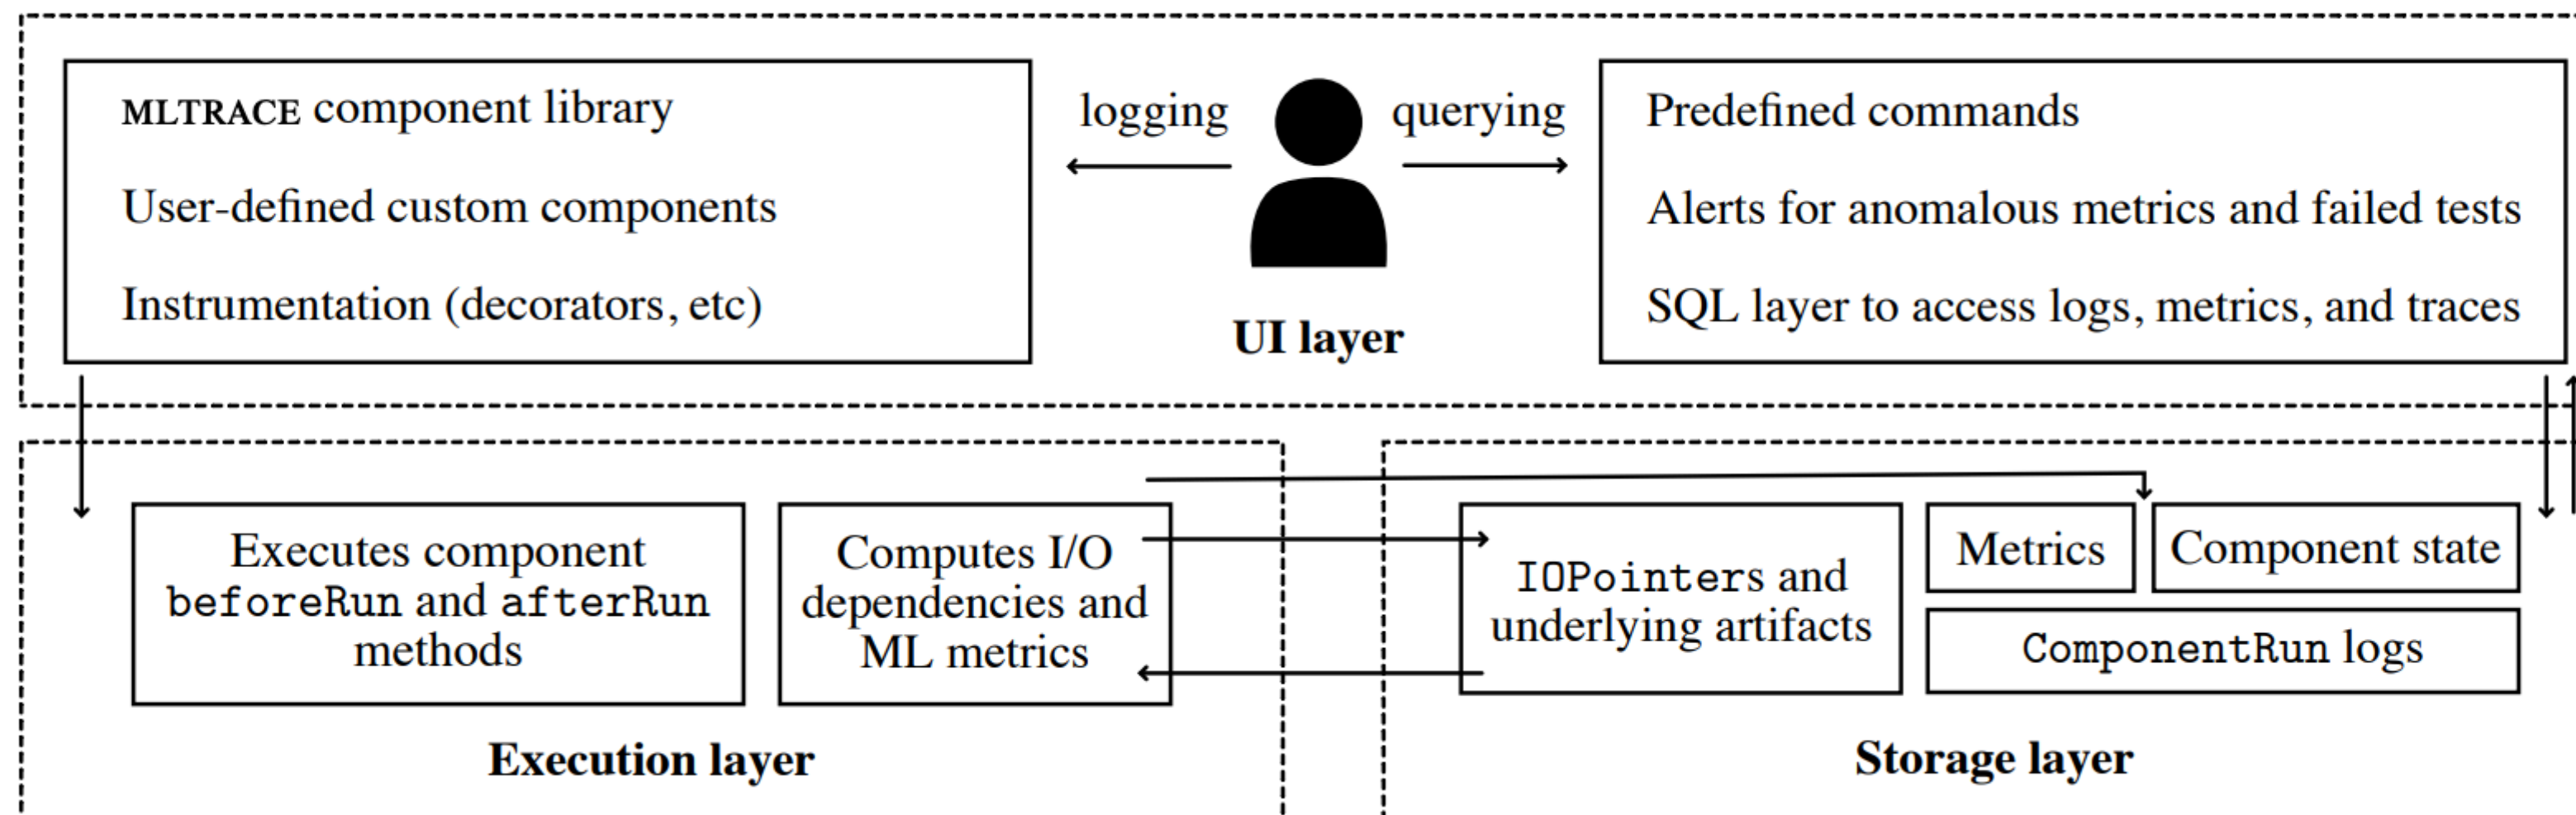 MLTRACE component library
User-defined custom components
Instrumentation (decorators, etc)
logging
querying
UI layer
Predefined commands
Alerts for anomalous metrics and failed tests
SQL layer to access logs, metrics, and traces
Executes component
beforeRun and afterRun
methods
Computes I/O
dependencies and
ML metrics
Execution layer
IOPointers and
underlying artifacts
Metrics
Component state
ComponentRun logs
Storage layer